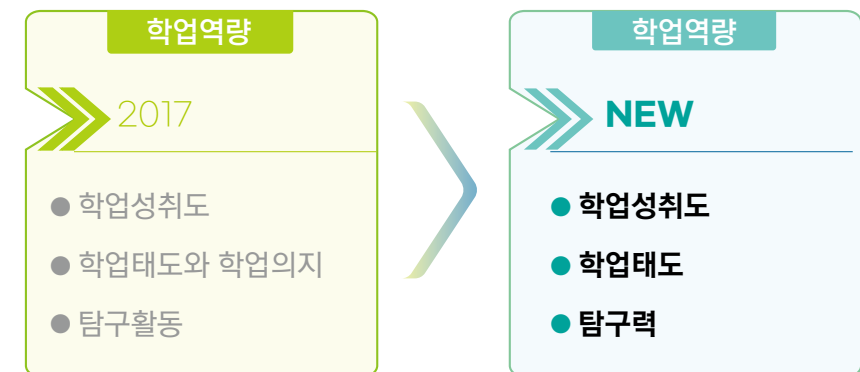 학업역량
2017
● 학업성취도
● 학업태도와 학업의지
● 탐구활동
학업역량
NEW
● 학업성취도
● 학업태도
● 탐구력